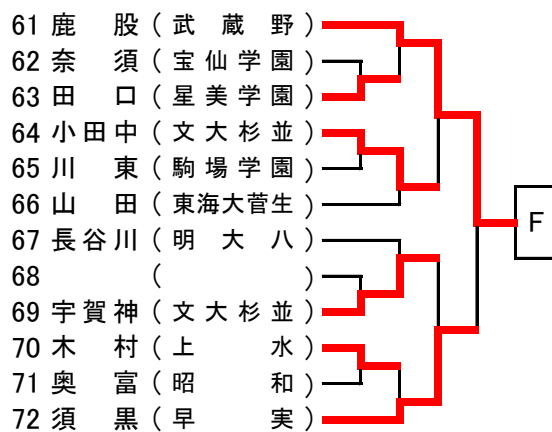 61 鹿 股 ( 武 蔵 野 )
62 奈 須 ( 宝仙学園 )
63 田 口 ( 星美学園 )
64 小田中 ( 文大杉並 )
65 川 東 ( 駒場学園 )
66 山 田 ( 東海大菅生 )
67 長谷川 ( 明 大 八 )
68 ( )
69 宇賀神 ( 文大杉並 )
70 木 村 ( 上 水 )
71 奥 富 ( 昭 和 )
72 須 黒 ( 早 実 )
F